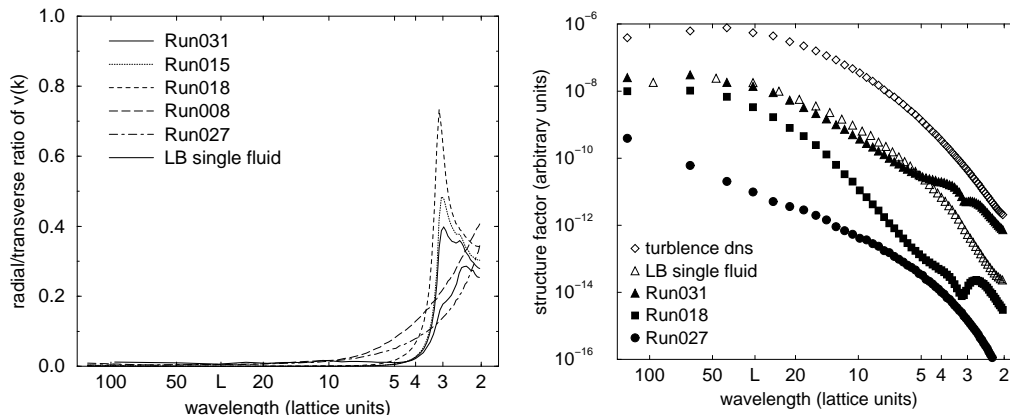 radial/transverse ratio of v(k)
1.0
0.8
0.6
0.4
0.2
0.0
Run031
Run015
Run018
Run008
Run027
LB single fluid
100 50 L 20 10 5 4 3 2
wavelength (lattice units)
structure factor (arbitrary units)
10^-6
10^-8
10^-10
10^-12
10^-14
10^-16
turblence dns
LB single fluid
Run031
Run018
Run027
100 50 L 20 10 5 4 3 2
wavelength (lattice units)